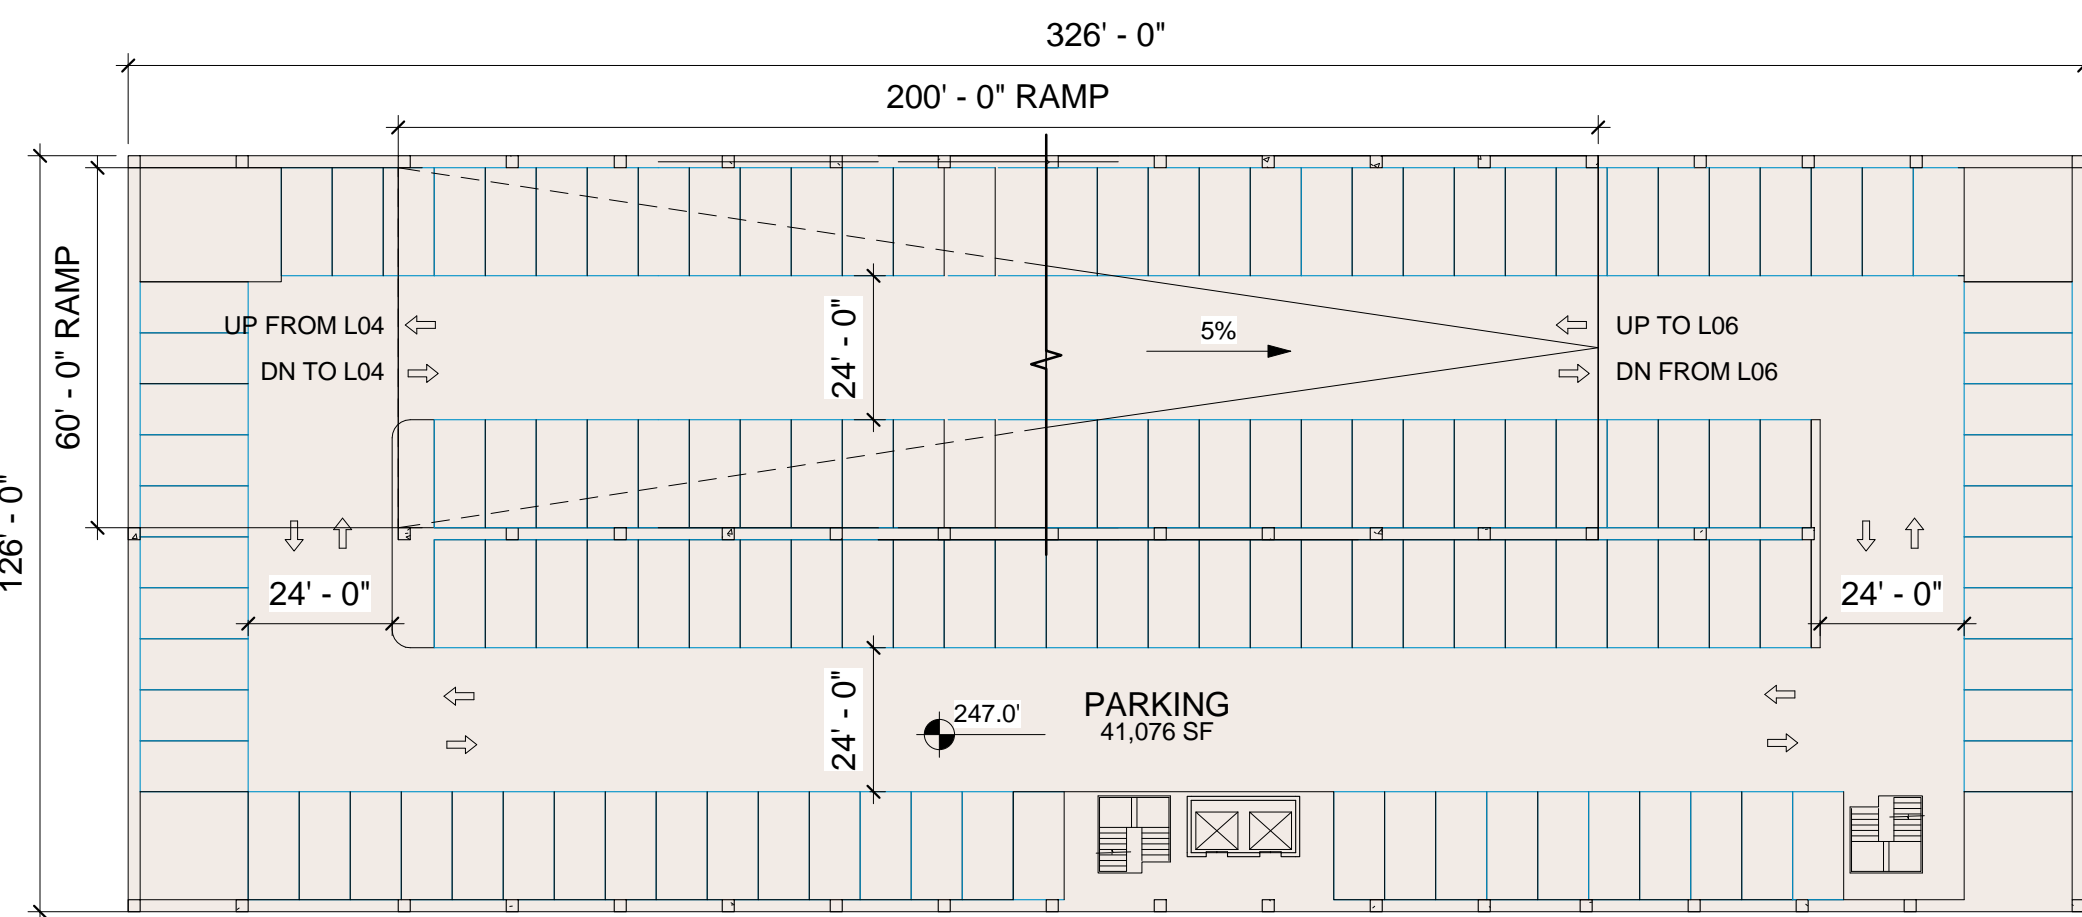 326' - 0"
200' - 0" RAMP
60' - 0" RAMP
126' - 0"
UP FROM L04
DN TO L04
24' - 0"
5%
UP TO L06
DN FROM L06
24' - 0"
24' - 0"
24' - 0"
247.0'
PARKING
41,076 SF